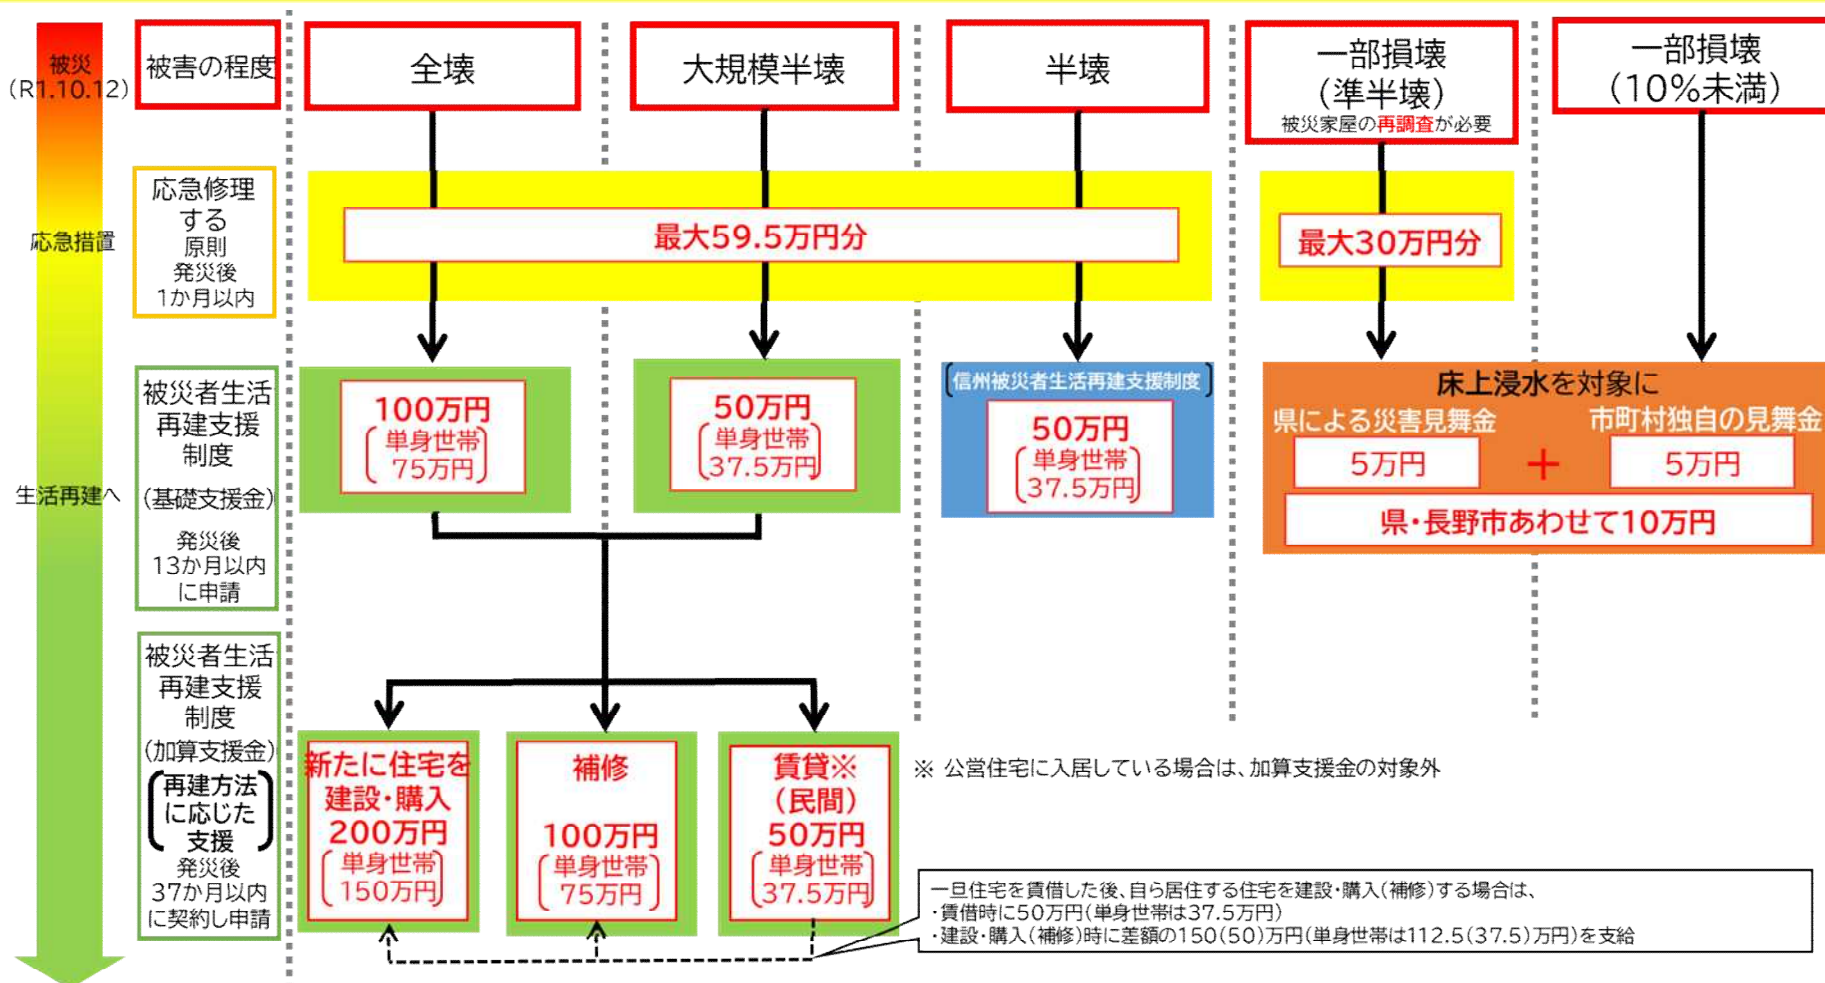 被災
(R1.10.12)
被害の程度
全壊
大規模半壊
半壊
一部損壊
(準半壊)
被災家屋の再調査が必要
一部損壊
(10%未満)
応急措置
応急修理
する
原則
発災後
1か月以内
最大59.5万円分
最大30万円分
生活再建へ
被災者生活
再建支援
制度
(基礎支援金)
発災後
13か月以内
に申請
100万円
単身世帯
75万円
50万円
単身世帯
37.5万円
信州被災者生活再建支援制度
50万円
単身世帯
37.5万円
床上浸水を対象に
県による災害見舞金
市町村独自の見舞金
5万円
+
5万円
県・長野市あわせて10万円
被災者生活
再建支援
制度
(加算支援金)
再建方法
に応じた
支援
発災後
37か月以内
に契約し申請
新たに住宅を
建設・購入
200万円
単身世帯
150万円
補修
100万円
単身世帯
75万円
賃貸※
(民間)
50万円
単身世帯
37.5万円
※ 公営住宅に入居している場合は、加算支援金の対象外
一旦住宅を賃借した後、自ら居住する住宅を建設・購入(補修)する場合は、
・賃借時に50万円(単身世帯は37.5万円)
・建設・購入(補修)時に差額の150(50)万円(単身世帯は112.5(37.5)万円)を支給